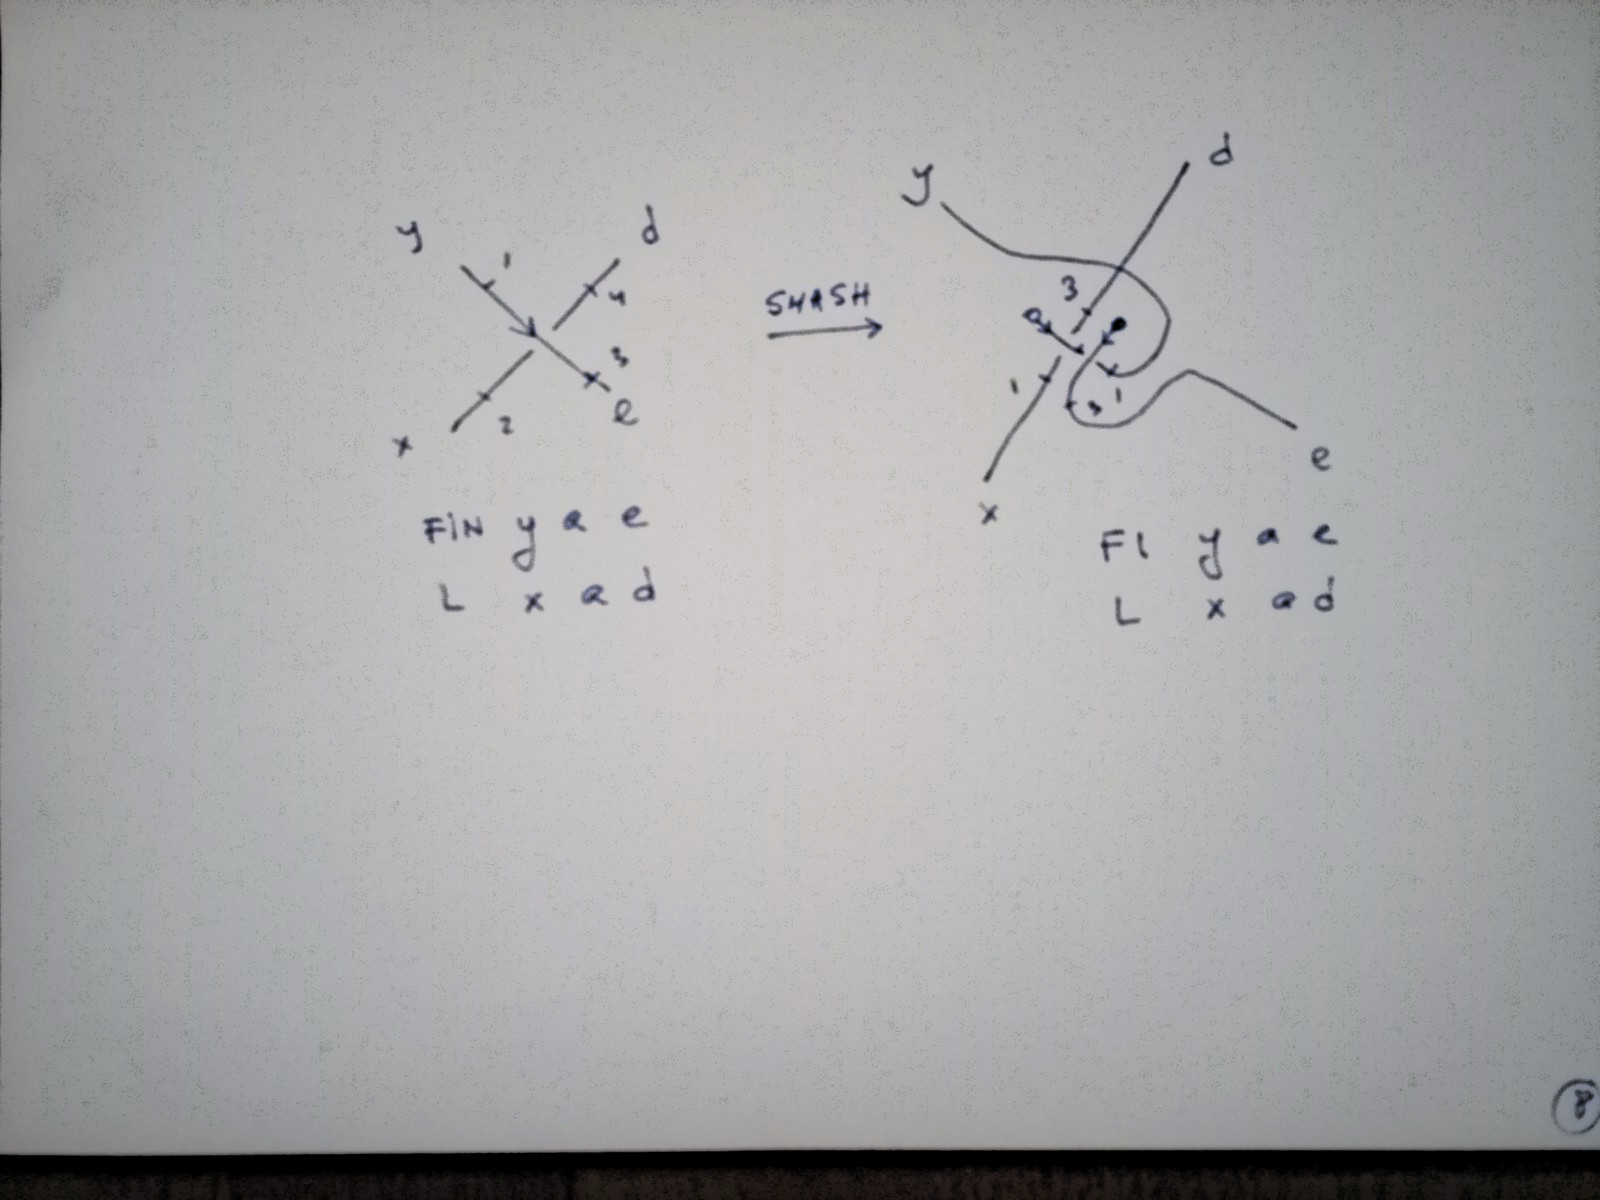 y 1 d
4
3
x 2 e
SMASH
FIN y a e
L x a d
y d
3
a
1 3 1
x e
FI y a e
L x a d
8